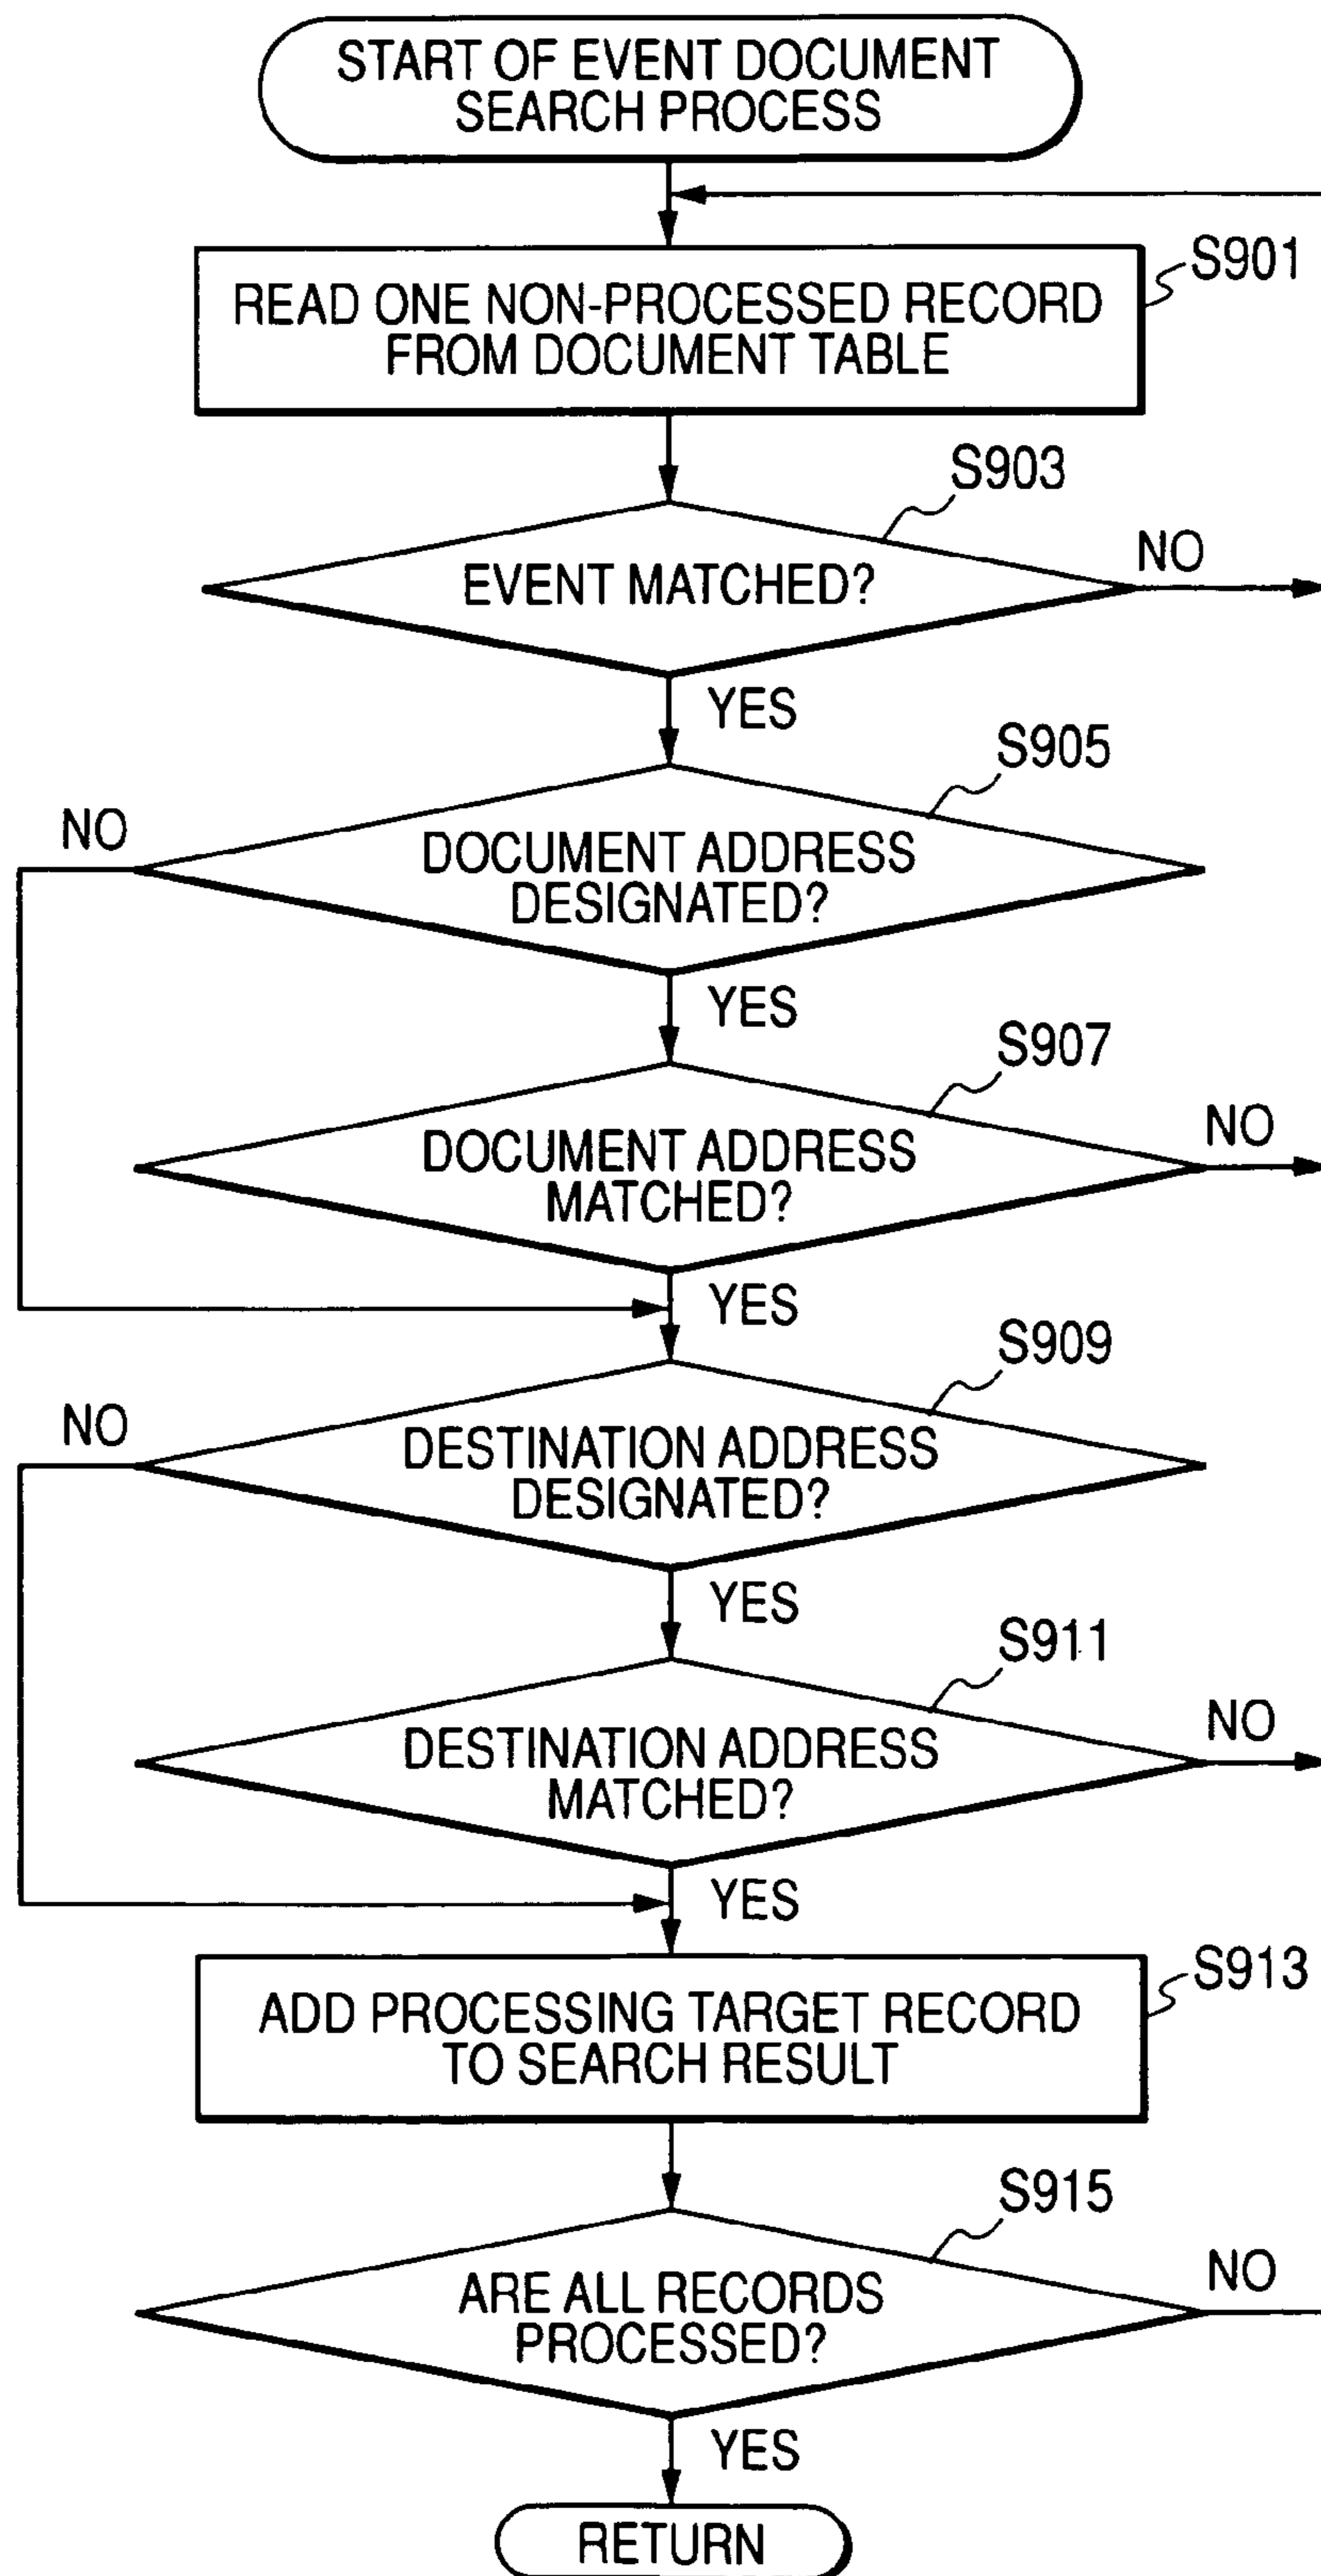 START OF EVENT DOCUMENT
SEARCH PROCESS
S901
READ ONE NON-PROCESSED RECORD
FROM DOCUMENT TABLE
S903
NO
EVENT MATCHED?
YES
S905
NO
DOCUMENT ADDRESS
DESIGNATED?
YES
S907
NO
DOCUMENT ADDRESS
MATCHED?
YES
S909
NO
DESTINATION ADDRESS
DESIGNATED?
YES
S911
NO
DESTINATION ADDRESS
MATCHED?
YES
S913
ADD PROCESSING TARGET RECORD
TO SEARCH RESULT
S915
NO
ARE ALL RECORDS
PROCESSED?
YES
RETURN